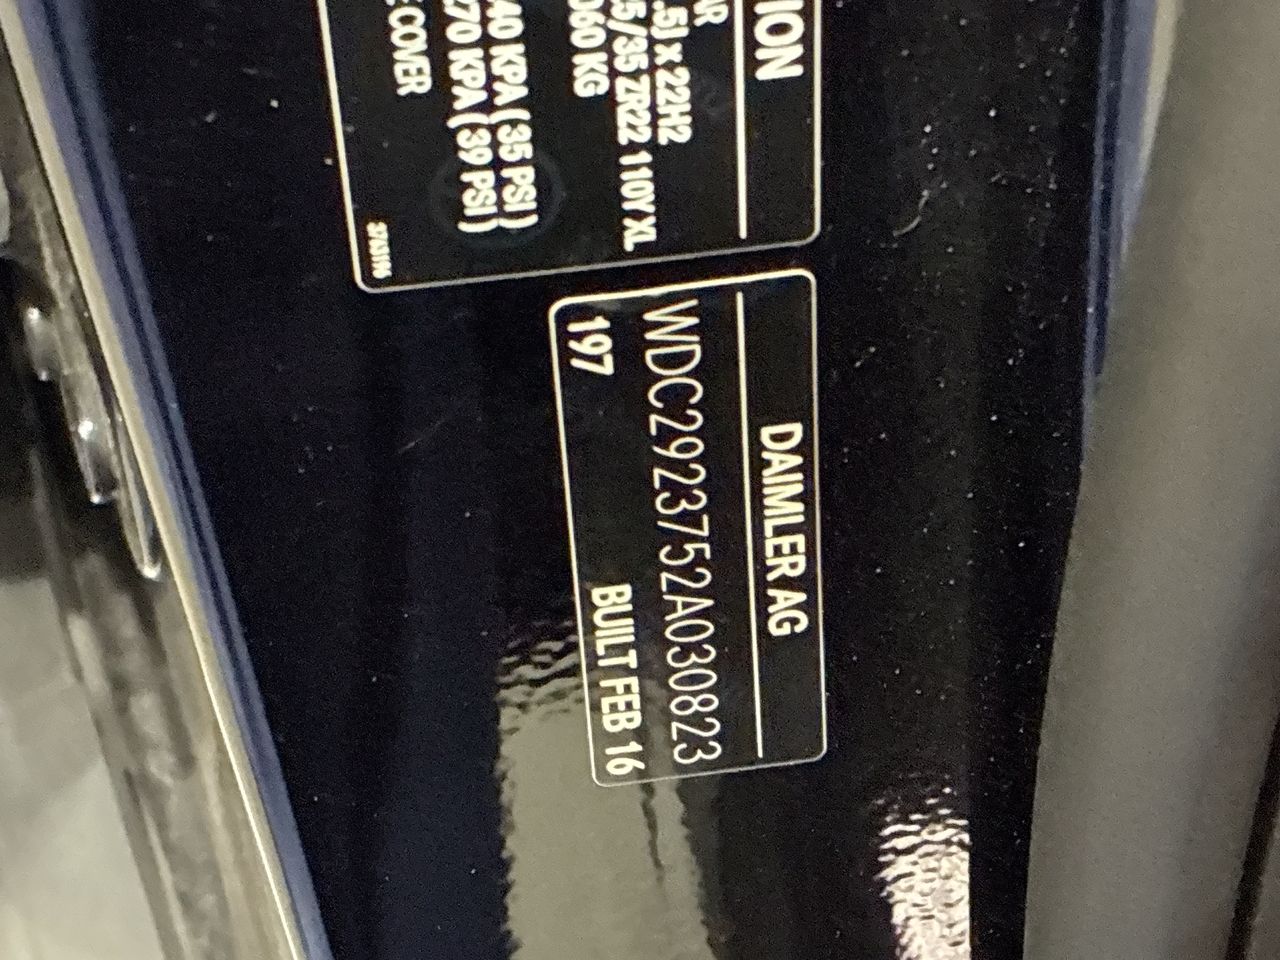 TION
AR
.5J x 22H2
5/35 ZR22 110Y XL
060 KG
40 KPA ( 35 PSI )
270 KPA ( 39 PSI )
COVER
DAIMLER AG
WDC2923752A030823
197 BUILT FEB 16